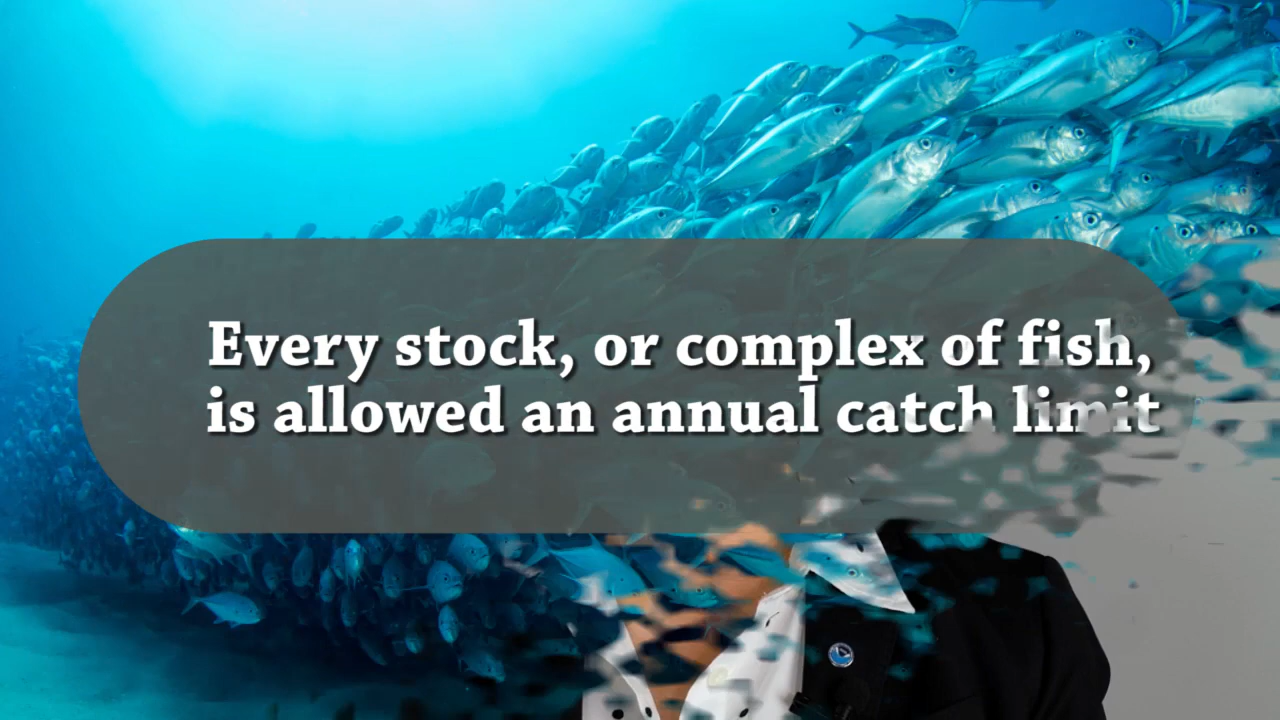 Every stock, or complex of fish,
is allowed an annual catch limit